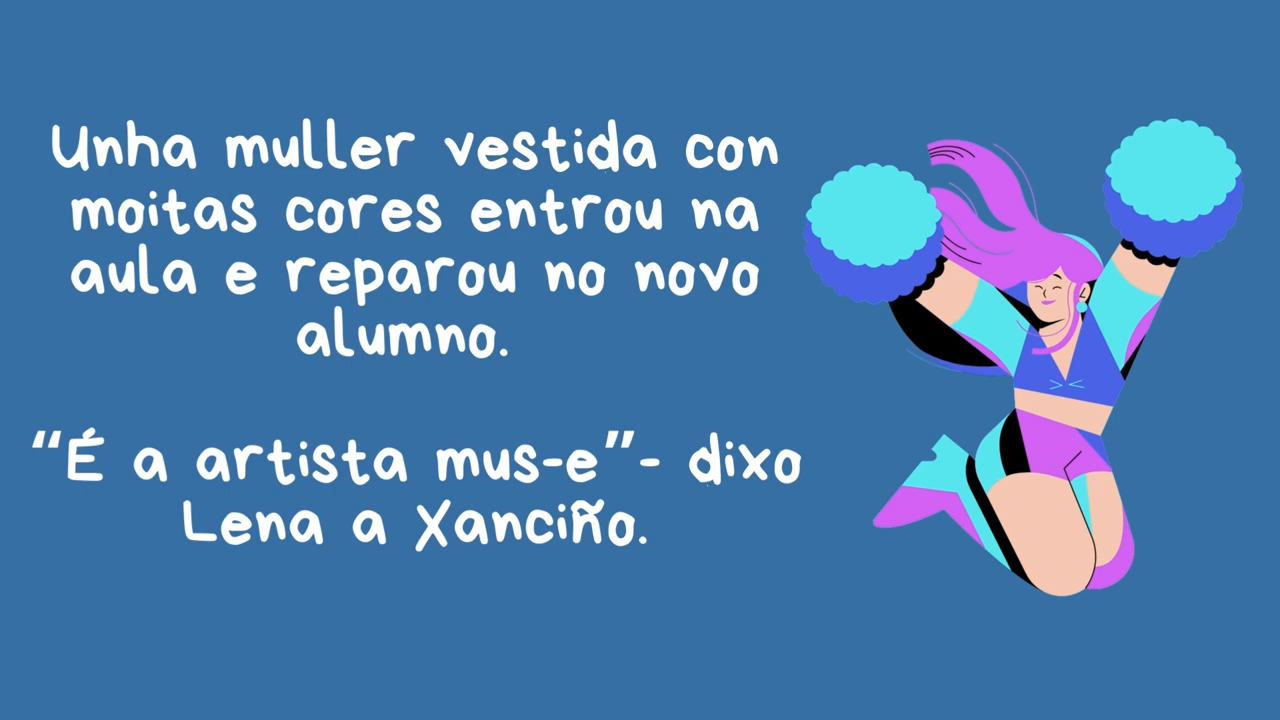 Unha muller vestida con
moitas cores entrou na
aula e reparou no novo
alumno.
“É a artista mus-e”- dixo
Lena a Xanciño.